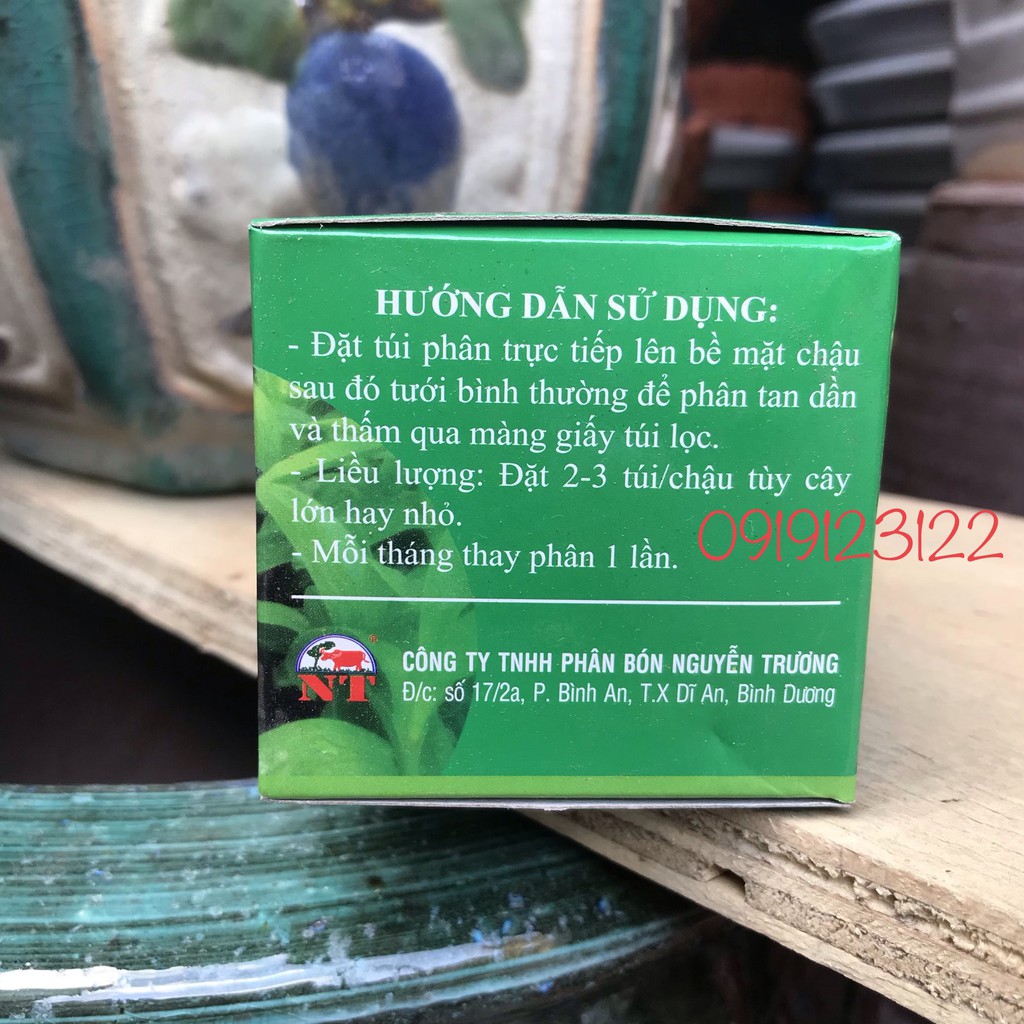 HƯỚNG DẪN SỬ DỤNG:
- Đặt túi phân trực tiếp lên bề mặt chậu
sau đó tưới bình thường để phân tan dần
và thấm qua màng giấy túi lọc.
- Liều lượng: Đặt 2-3 túi/chậu tùy cây
lớn hay nhỏ.
0919123122
- Mỗi tháng thay phân 1 lần.
®
NT
CÔNG TY TNHH PHÂN BÓN NGUYỄN TRƯƠNG
Đ/c: số 17/2a, P. Bình An, T.X Dĩ An, Bình Dương